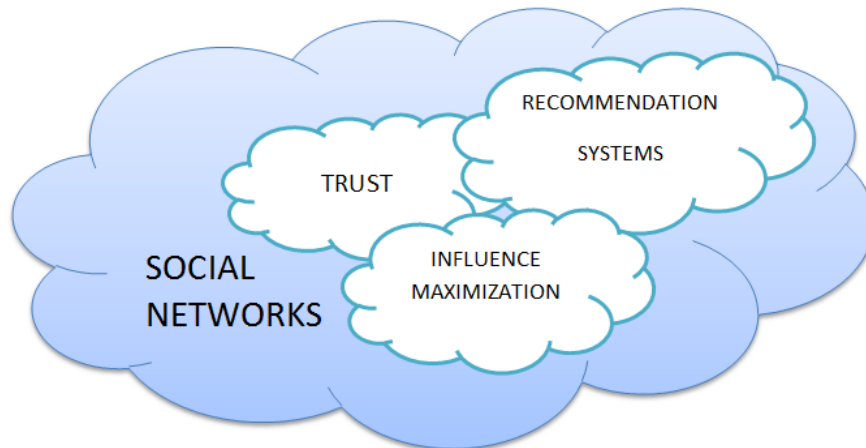 RECOMMENDATION
SYSTEMS
TRUST
INFLUENCE
MAXIMIZATION
SOCIAL
NETWORKS